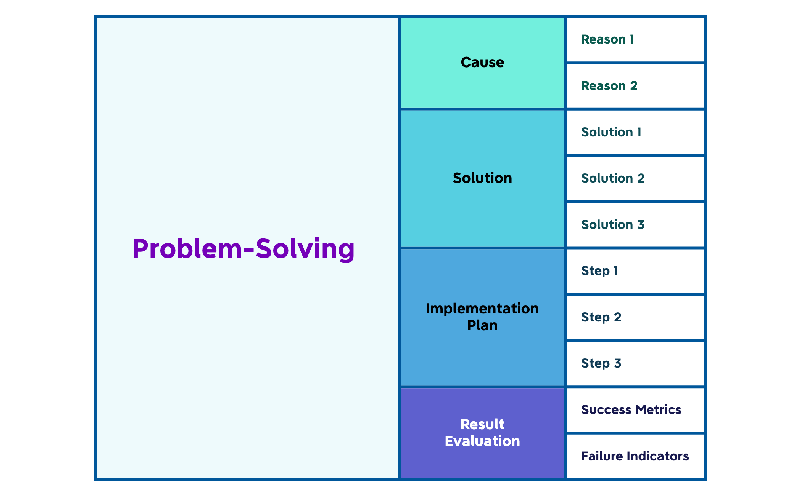 Problem-Solving
Cause
Reason 1
Reason 2
Solution
Solution 1
Solution 2
Solution 3
Implementation
Plan
Step 1
Step 2
Step 3
Result
Evaluation
Success Metrics
Failure Indicators